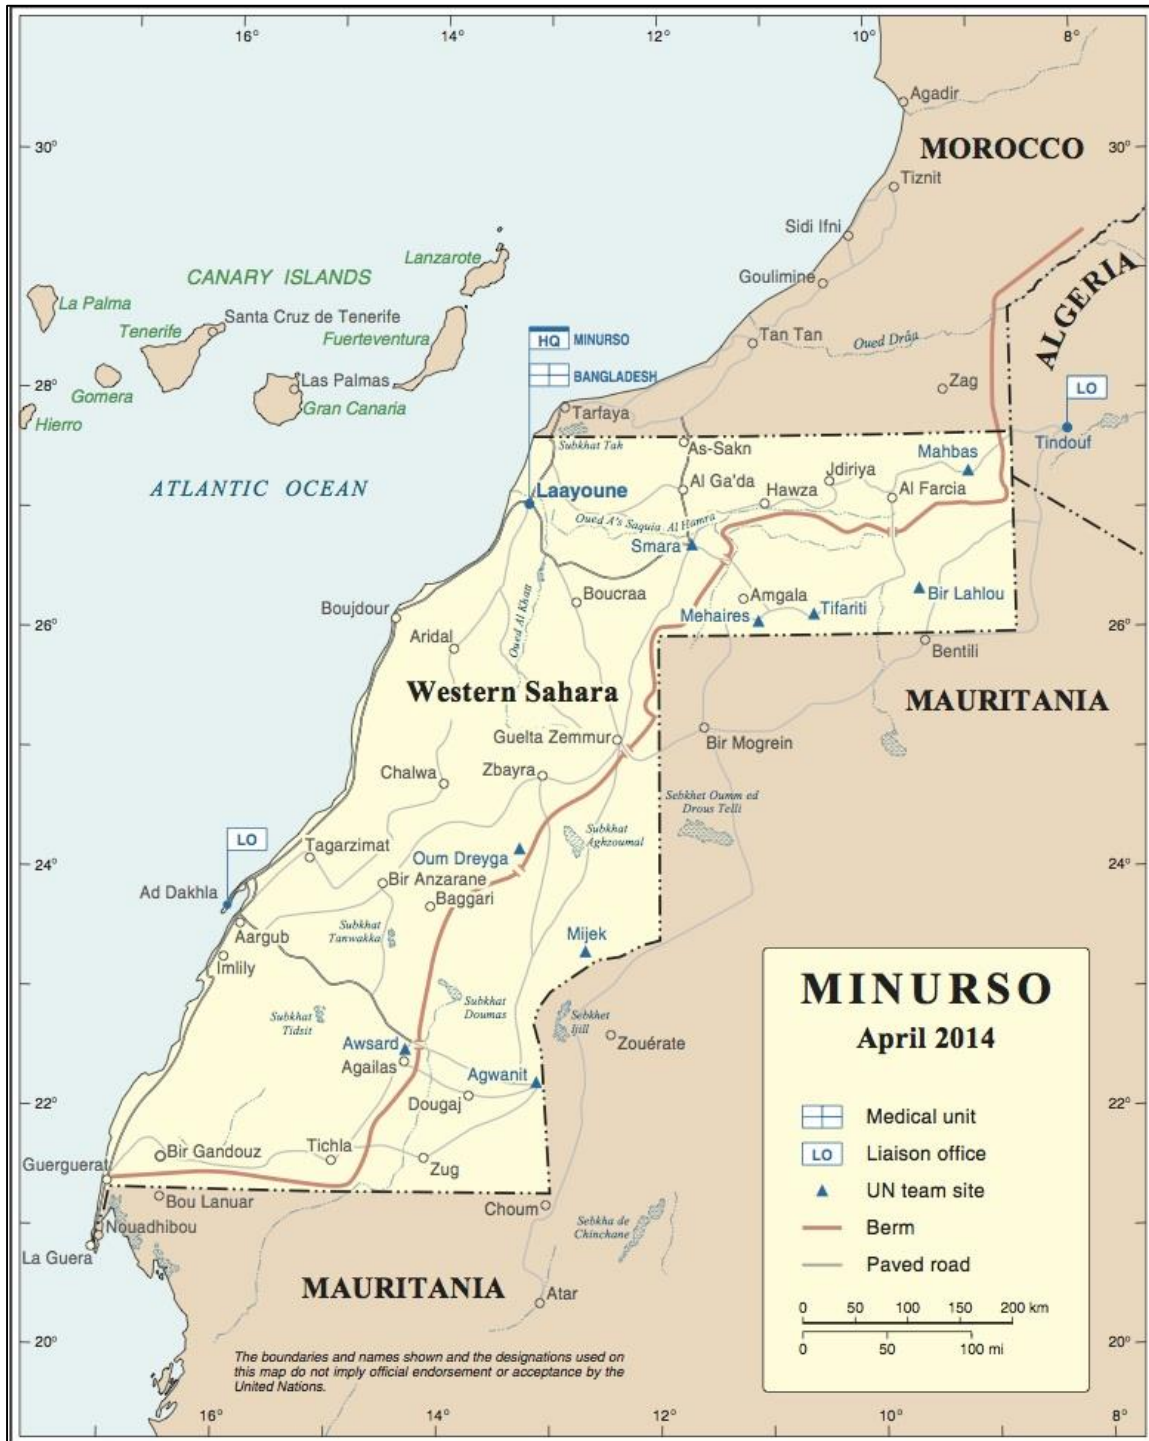 16°
14°
12°
10°
8°
Agadir
30°
MOROCCO
30°
Tiznit
Sidi Ifni
Lanzarote
CANARY ISLANDS
Goulimine
ALGERIA
La Palma
Santa Cruz de Tenerife
Tenerife
Fuerteventura
HQ MINURSO
Tan Tan
Oued Drâa
BANGLADESH
28°
Gomera
Las Palmas
Zag
LO
28°
Hierro
Gran Canaria
Tarfaya
Tindouf
Subkhat Tah
As-Sakn
Mahbas
ATLANTIC OCEAN
Laayoune
Al Ga'da
Jdiriya
Hawza
Al Farcia
Oued A's Saquia Al Hamra
Smara
Boucraa
Amgala
Bir Lahlou
Boujdour
Oued Al Khatt
Mehaires
Tifariti
26°
26°
Aridal
Bentili
Western Sahara
MAURITANIA
Guelta Zemmur
Bir Mogrein
Chalwa
Zbayra
Sebkhet Oumm ed
Drous Telli
LO
Subkhat
Aghzoumal
Tagarzimat
24°
Oum Dreyga
24°
Ad Dakhla
Bir Anzarane
Baggari
Aargub
Subkhat
Tanwakka
Mijek
Imlily
Subkhat
Tidsit
Subkhat
Doumas
Sebkhet
Ijill
Awsard
Zouérate
Agailas
Agwanit
22°
Dougaj
22°
Bir Gandouz
Tichla
Guerguerat
Zug
Bou Lanuar
Choum
Nouadhibou
Sebkha de
Chinchane
La Guera
MAURITANIA
Atar
20°
20°
The boundaries and names shown and the designations used on
this map do not imply official endorsement or acceptance by the
United Nations.
MINURSO
April 2014
Medical unit
LO Liaison office
UN team site
Berm
Paved road
0 50 100 150 200 km
0 50 100 mi
16°
14°
12°
10°
8°